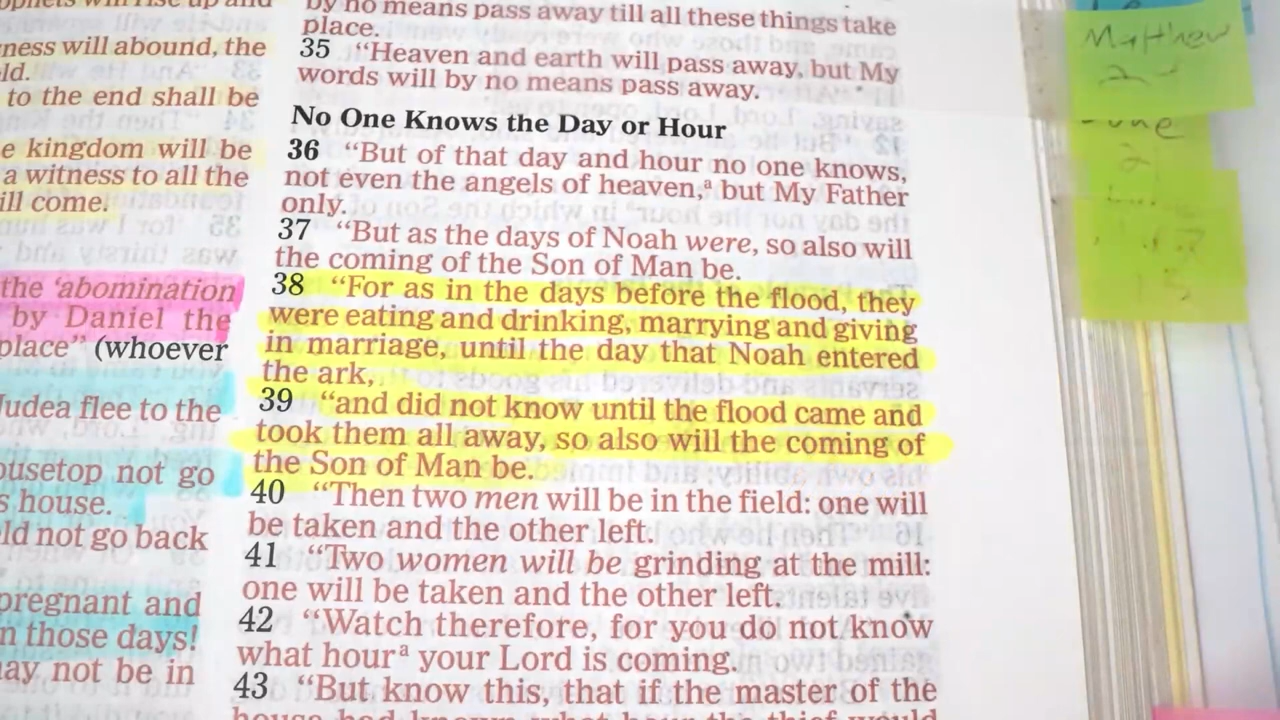 ness will abound, the
to the end shall be
kingdom will be
a witness to all the
ill come.
the 'abomination
by Daniel the
place" (whoever
Judea flee to the
not go
house.
not go back
pregnant and
those days!
not be in
by no means pass away till all these things take
place.
35 "Heaven and earth will pass away, but My
words will by no means pass away.
No One Knows the Day or Hour
36 "But of that day and hour no one knows,
not even the angels of heaven,a but My Father
only.
37 "But as the days of Noah were, so also will
the coming of the Son of Man be.
38 "For as in the days before the flood, they
were eating and drinking, marrying and giving
in marriage, until the day that Noah entered
the ark,
39 "and did not know until the flood came and
took them all away, so also will the coming of
the Son of Man be.
40 "Then two men will be in the field: one will
be taken and the other left.
41 "Two women will be grinding at the mill:
one will be taken and the other left.
42 "Watch therefore, for you do not know
what houra your Lord is coming.
43 "But know this, that if the master of the
Matthew